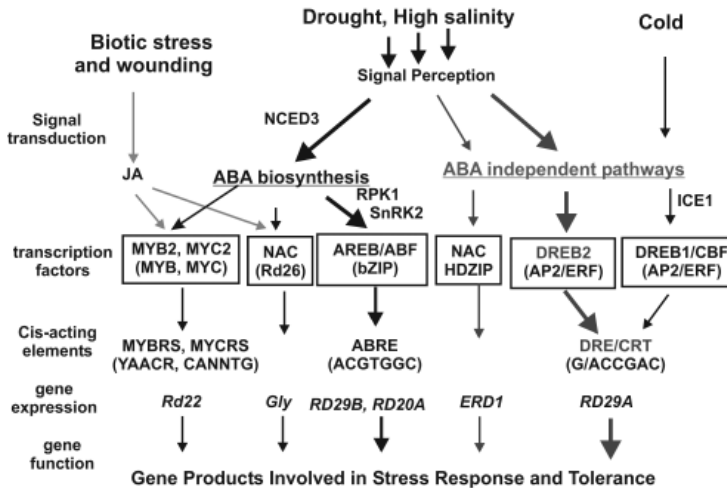 Drought, High salinity
Cold
Biotic stress
and wounding
Signal Perception
NCED3
Signal
transduction
JA
ABA biosynthesis
ABA independent pathways
RPK1
SnRK2
ICE1
transcription
factors
MYB2, MYC2
(MYB, MYC)
NAC
(Rd26)
AREB/ABF
(bZIP)
NAC
HDZIP
DREB2
(AP2/ERF)
DREB1/CBF
(AP2/ERF)
Cis-acting
elements
MYBRS, MYCRS
(YAACR, CANNTG)
ABRE
(ACGTGGC)
DRE/CRT
(G/ACCGAC)
gene
expression
Rd22
Gly
RD29B, RD20A
ERD1
RD29A
gene
function
Gene Products Involved in Stress Response and Tolerance